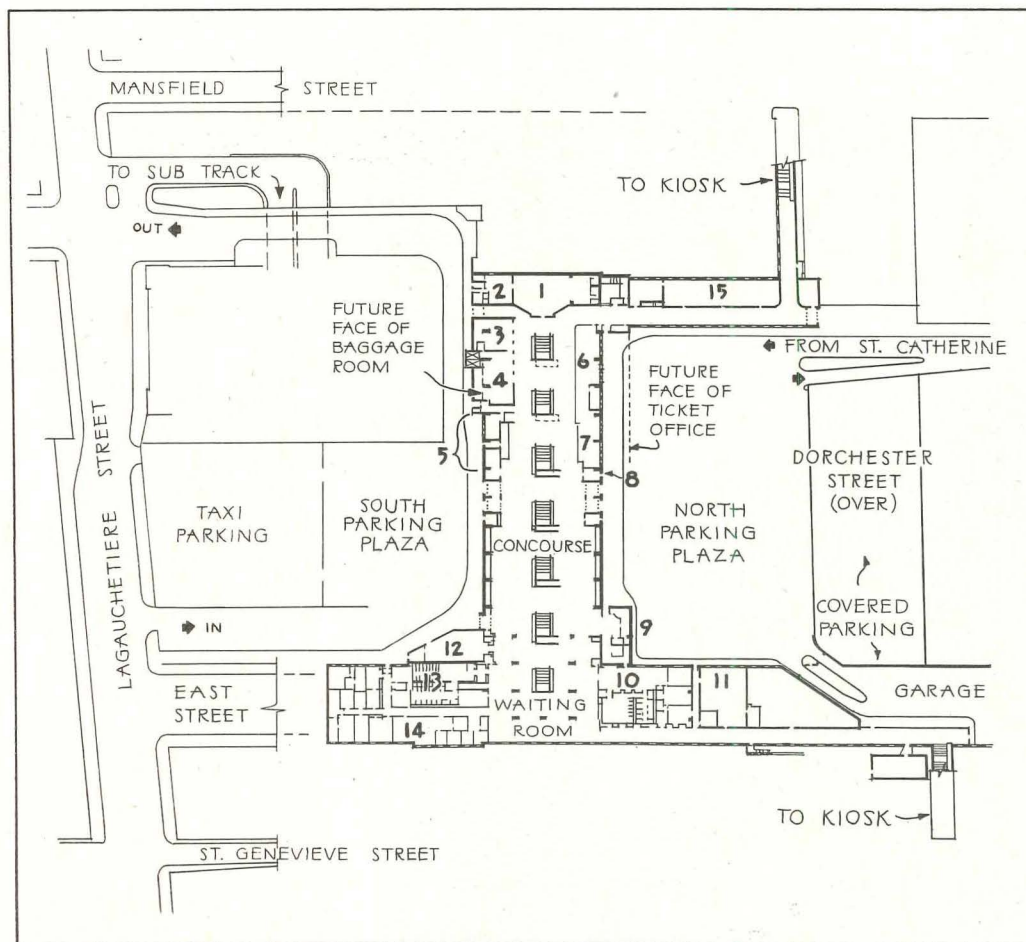 MANSFIELD STREET
TO SUB TRACK
OUT
TO KIOSK
2
1
15
FUTURE
FACE OF
BAGGAGE
ROOM
3
4
6
FROM ST. CATHERINE
FUTURE
FACE OF
TICKET
OFFICE
5
7
8
LAGAUCHETIERE STREET
TAXI
PARKING
SOUTH
PARKING
PLAZA
CONCOURSE
NORTH
PARKING
PLAZA
DORCHESTER
STREET
(OVER)
COVERED
PARKING
IN
12
9
EAST
STREET
13
14
WAITING
ROOM
10
11
GARAGE
TO KIOSK
ST. GENEVIEVE STREET